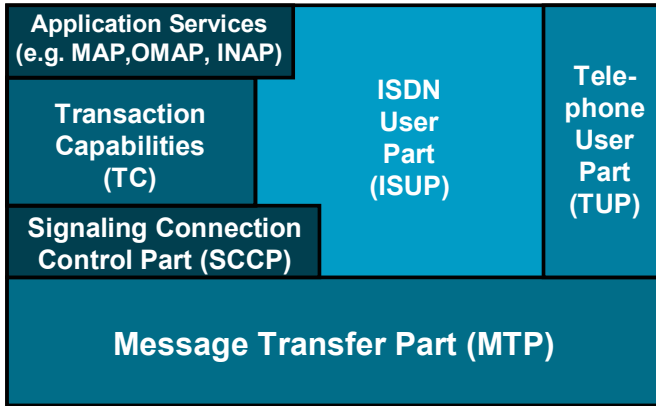 Application Services
(e.g. MAP,OMAP, INAP)
Transaction
Capabilities
(TC)
Signaling Connection
Control Part (SCCP)
ISDN
User
Part
(ISUP)
Tele-
phone
User
Part
(TUP)
Message Transfer Part (MTP)